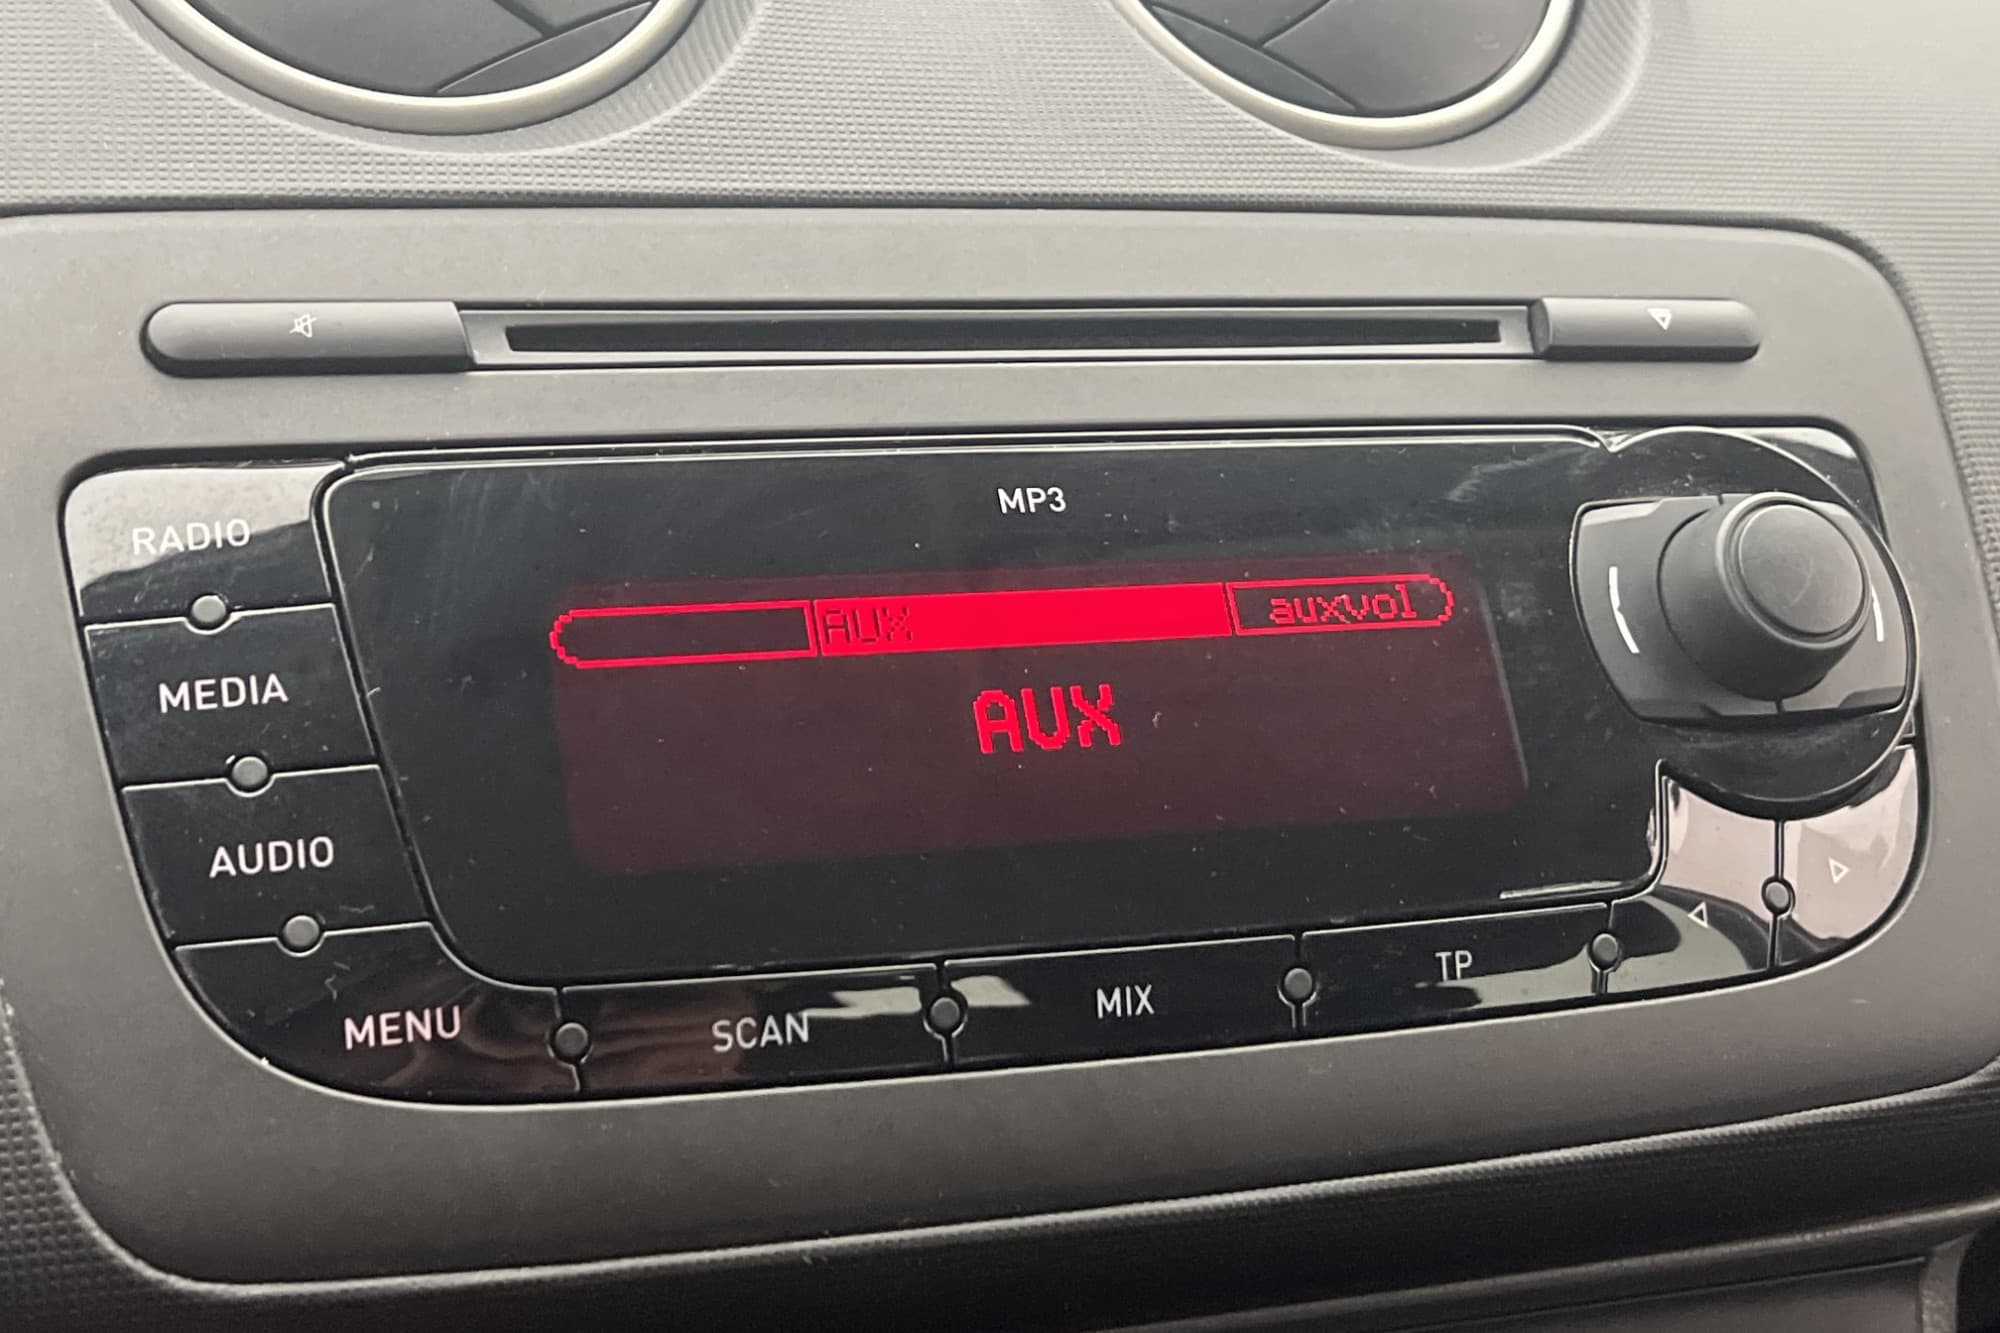 MP3
RADIO
AUX auxvol
MEDIA
AUX
AUDIO
MENU SCAN MIX TP